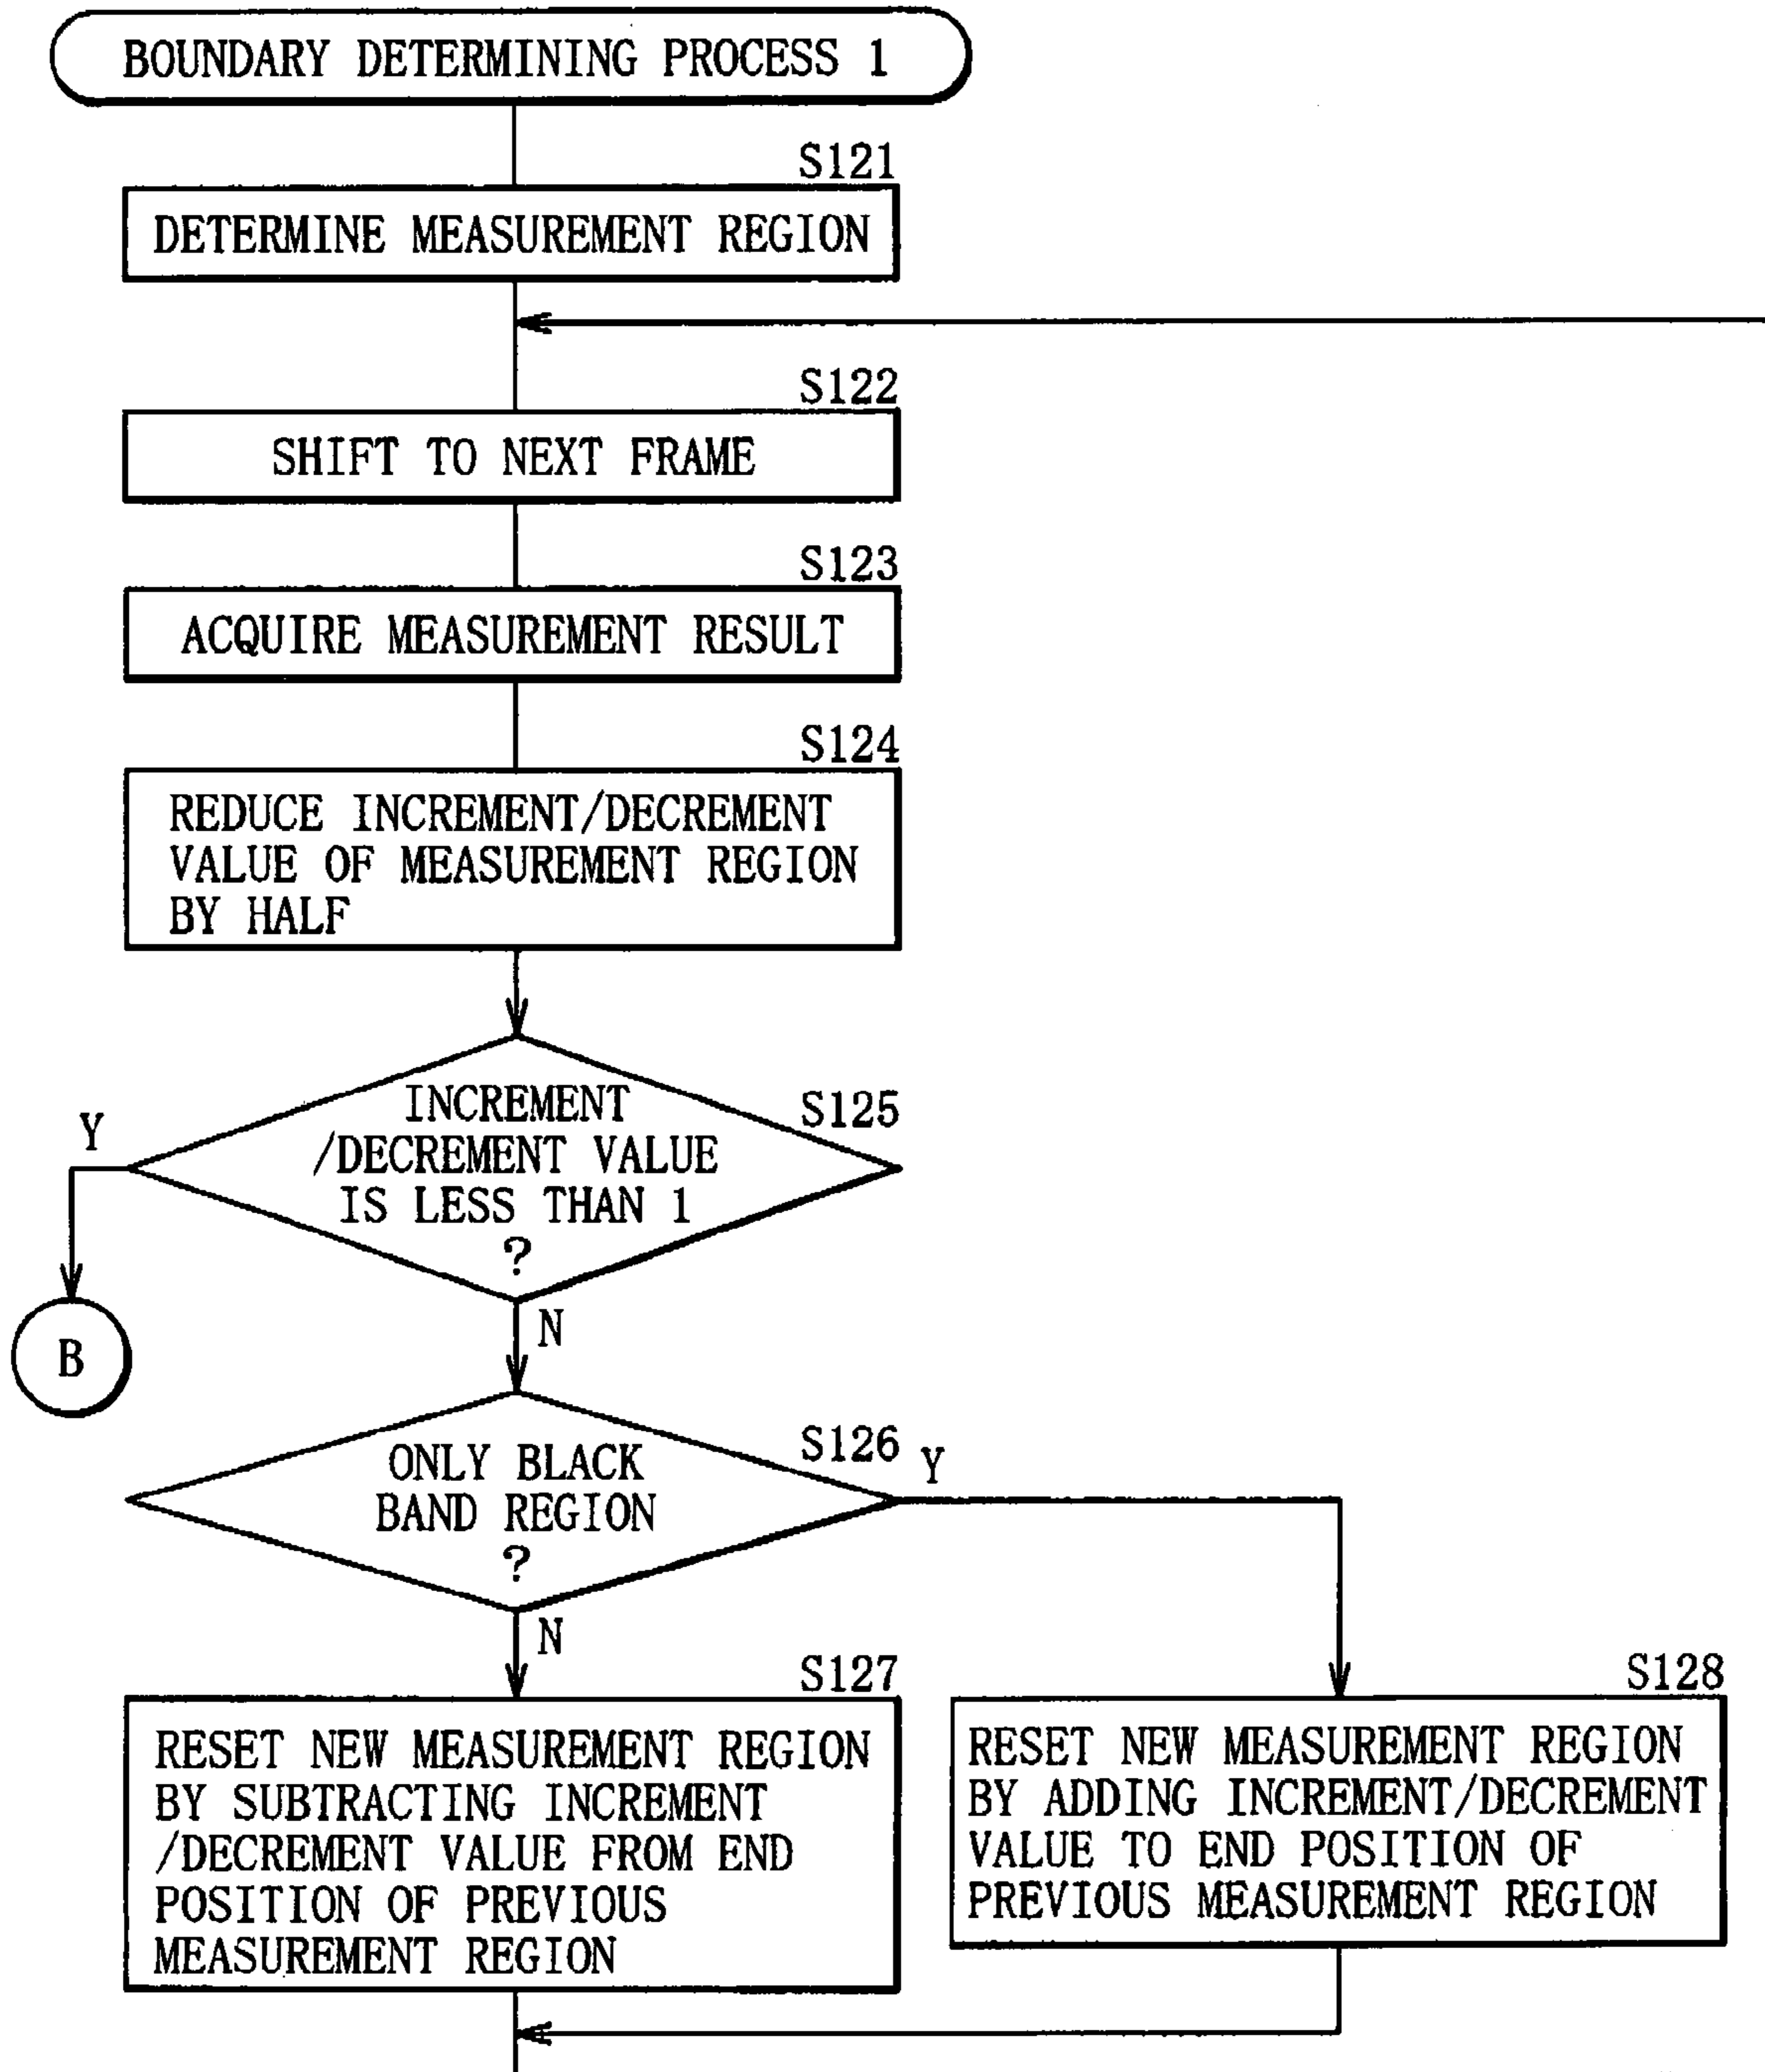 BOUNDARY DETERMINING PROCESS 1
S121
DETERMINE MEASUREMENT REGION
S122
SHIFT TO NEXT FRAME
S123
ACQUIRE MEASUREMENT RESULT
S124
REDUCE INCREMENT/DECREMENT
VALUE OF MEASUREMENT REGION
BY HALF
S125
INCREMENT
/DECREMENT VALUE
IS LESS THAN 1
?
Y
N
B
S126
ONLY BLACK
BAND REGION
?
Y
N
S127
RESET NEW MEASUREMENT REGION
BY SUBTRACTING INCREMENT
/DECREMENT VALUE FROM END
POSITION OF PREVIOUS
MEASUREMENT REGION
S128
RESET NEW MEASUREMENT REGION
BY ADDING INCREMENT/DECREMENT
VALUE TO END POSITION OF
PREVIOUS MEASUREMENT REGION